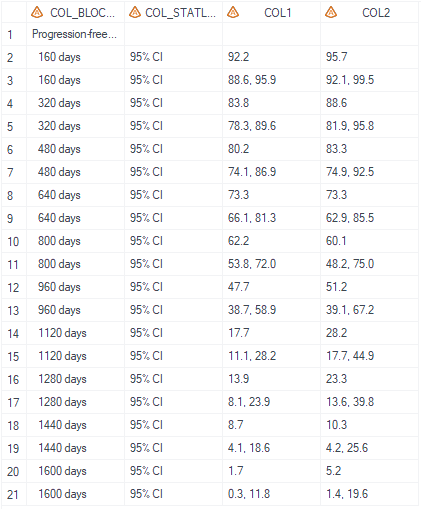 COL_BLOC... COL_STATL... COL1 COL2
1 Progression-free...
2 160 days 95% CI 92.2 95.7
3 160 days 95% CI 88.6, 95.9 92.1, 99.5
4 320 days 95% CI 83.8 88.6
5 320 days 95% CI 78.3, 89.6 81.9, 95.8
6 480 days 95% CI 80.2 83.3
7 480 days 95% CI 74.1, 86.9 74.9, 92.5
8 640 days 95% CI 73.3 73.3
9 640 days 95% CI 66.1, 81.3 62.9, 85.5
10 800 days 95% CI 62.2 60.1
11 800 days 95% CI 53.8, 72.0 48.2, 75.0
12 960 days 95% CI 47.7 51.2
13 960 days 95% CI 38.7, 58.9 39.1, 67.2
14 1120 days 95% CI 17.7 28.2
15 1120 days 95% CI 11.1, 28.2 17.7, 44.9
16 1280 days 95% CI 13.9 23.3
17 1280 days 95% CI 8.1, 23.9 13.6, 39.8
18 1440 days 95% CI 8.7 10.3
19 1440 days 95% CI 4.1, 18.6 4.2, 25.6
20 1600 days 95% CI 1.7 5.2
21 1600 days 95% CI 0.3, 11.8 1.4, 19.6